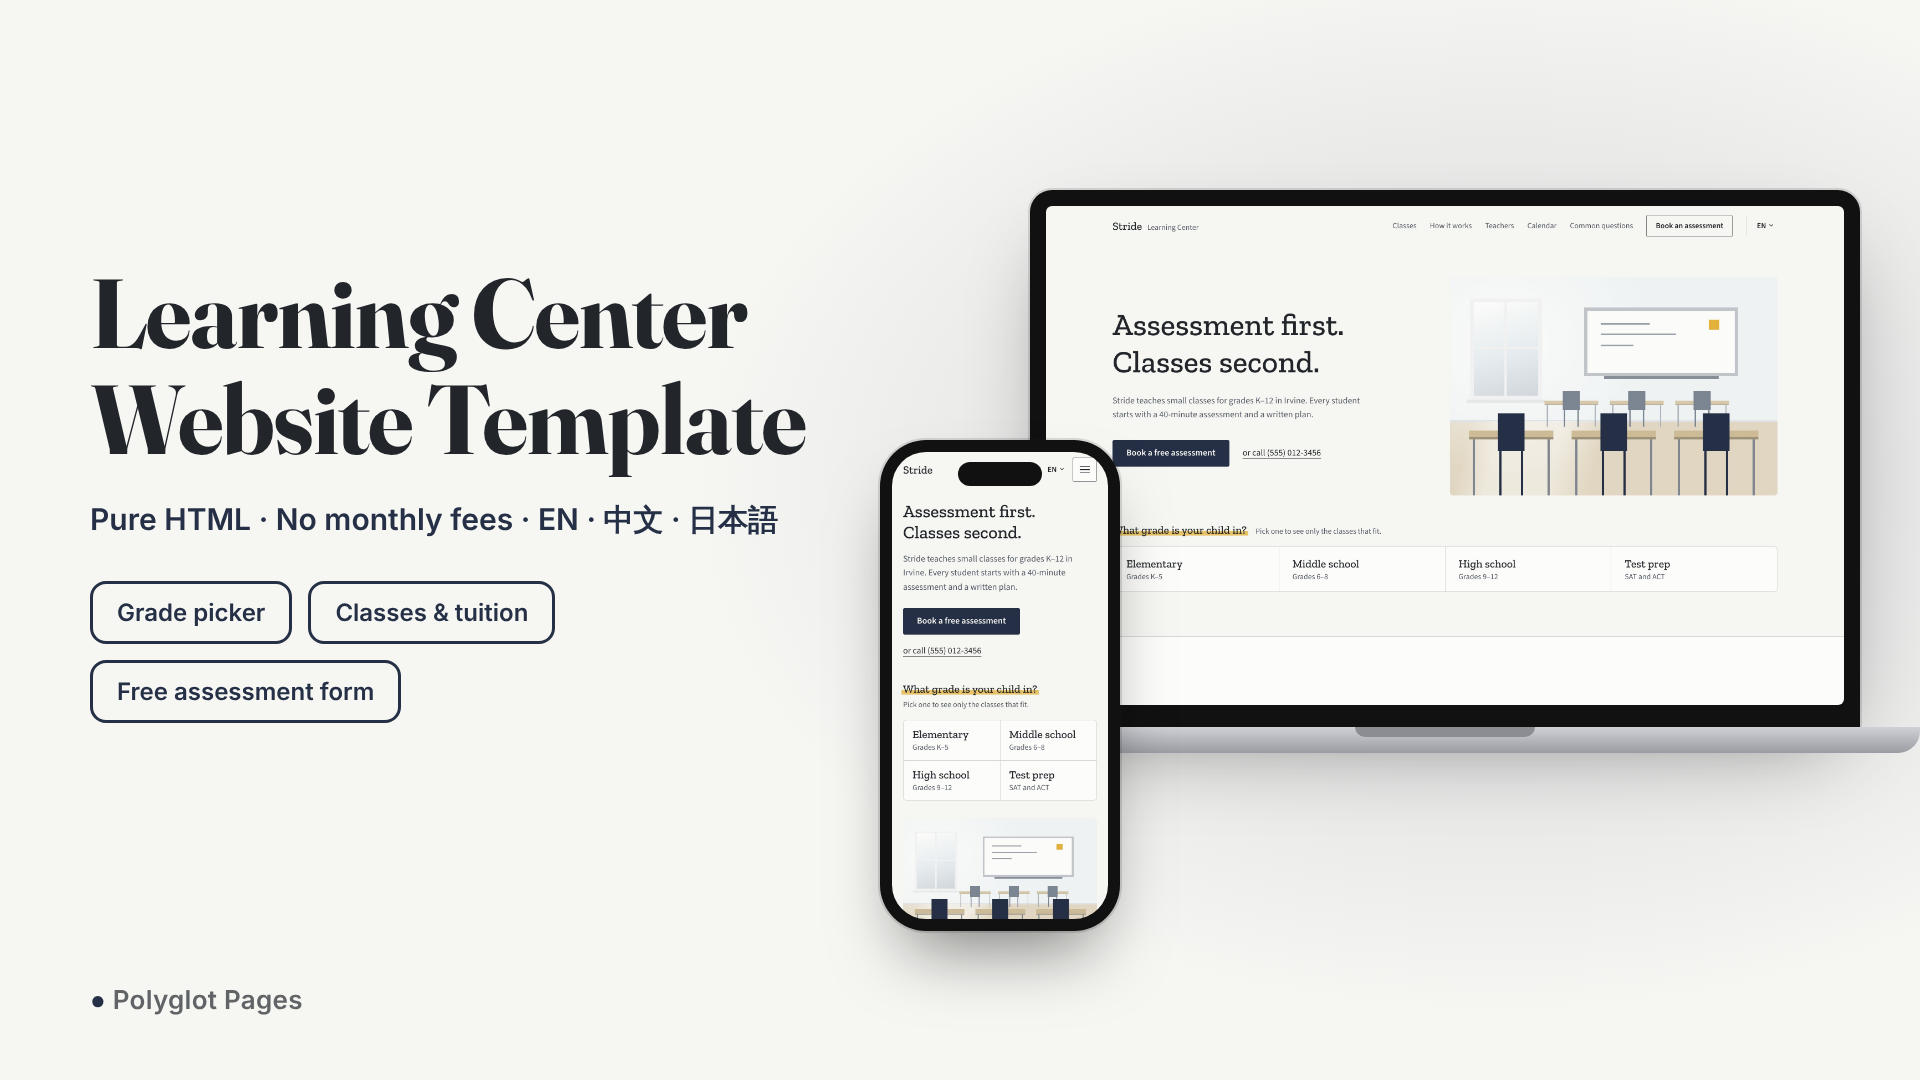 Learning Center
Website Template
Pure HTML · No monthly fees · EN · 中文 · 日本語
Grade picker
Classes & tuition
Free assessment form
Polyglot Pages
Stride Learning Center
Classes How it works Teachers Calendar Common questions Book an assessment EN
Assessment first.
Classes second.
Stride teaches small classes for grades K–12 in Irvine. Every student
starts with a 40-minute assessment and a written plan.
Book a free assessment or call (555) 012-3456
What grade is your child in? Pick one to see only the classes that fit.
Elementary
Grades K–5
Middle school
Grades 6–8
High school
Grades 9–12
Test prep
SAT and ACT
Stride EN
Assessment first.
Classes second.
Stride teaches small classes for grades K–12 in
Irvine. Every student starts with a 40-minute
assessment and a written plan.
Book a free assessment
or call (555) 012-3456
What grade is your child in?
Pick one to see only the classes that fit.
Elementary
Grades K–5
Middle school
Grades 6–8
High school
Grades 9–12
Test prep
SAT and ACT